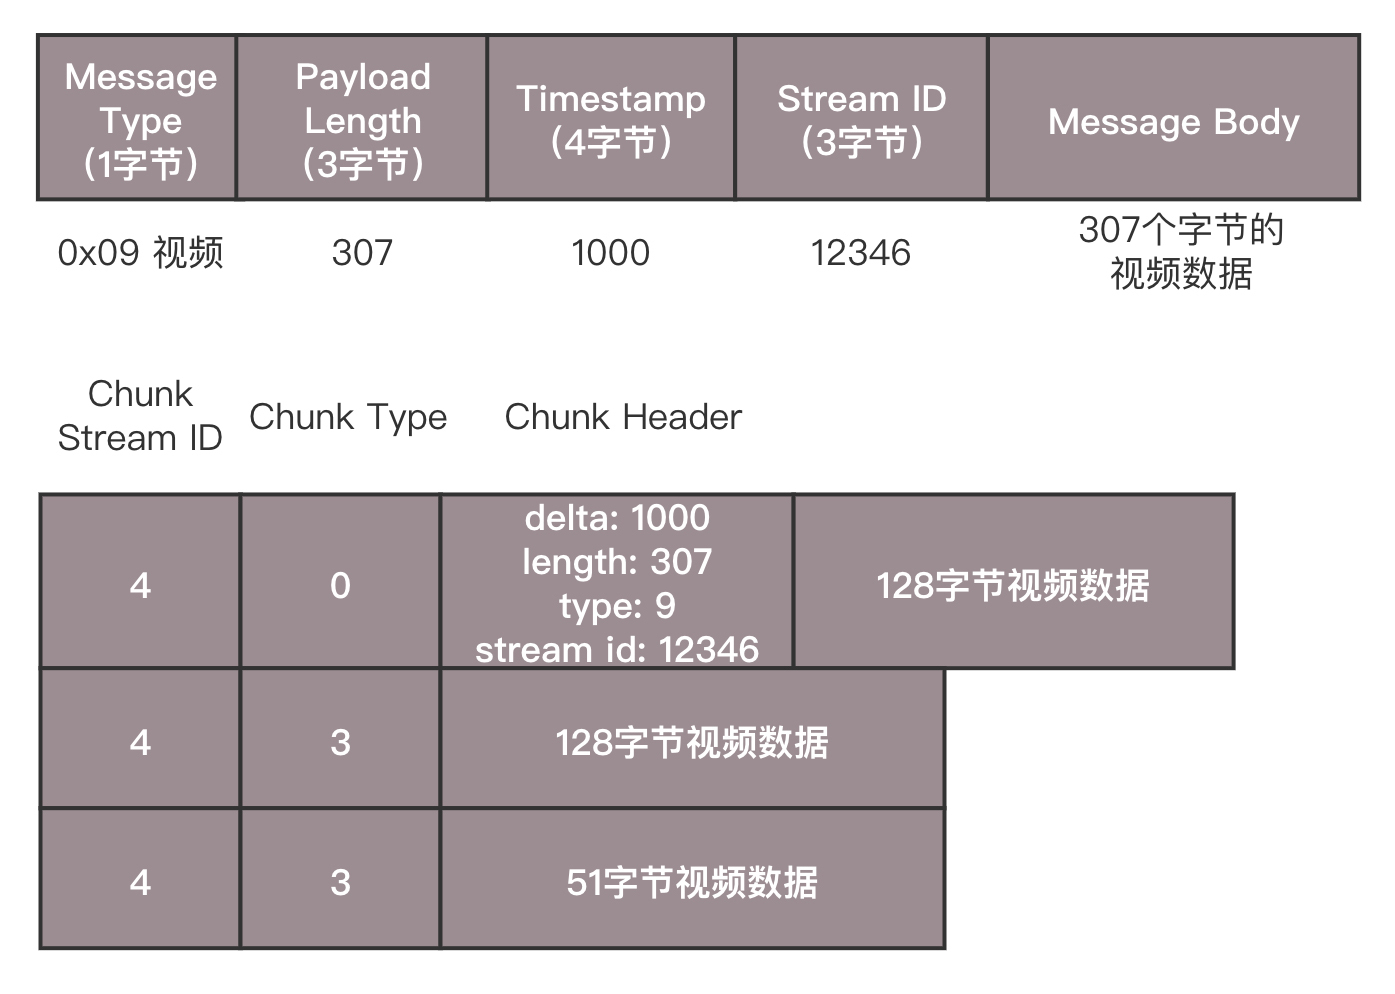 Message
Type
(1字节)
Payload
Length
(3字节)
Timestamp
(4字节)
Stream ID
(3字节)
Message Body
0x09 视频
307
1000
12346
307个字节的
视频数据
Chunk
Stream ID
Chunk Type
Chunk Header
4
0
delta: 1000
length: 307
type: 9
stream id: 12346
128字节视频数据
4
3
128字节视频数据
4
3
51字节视频数据